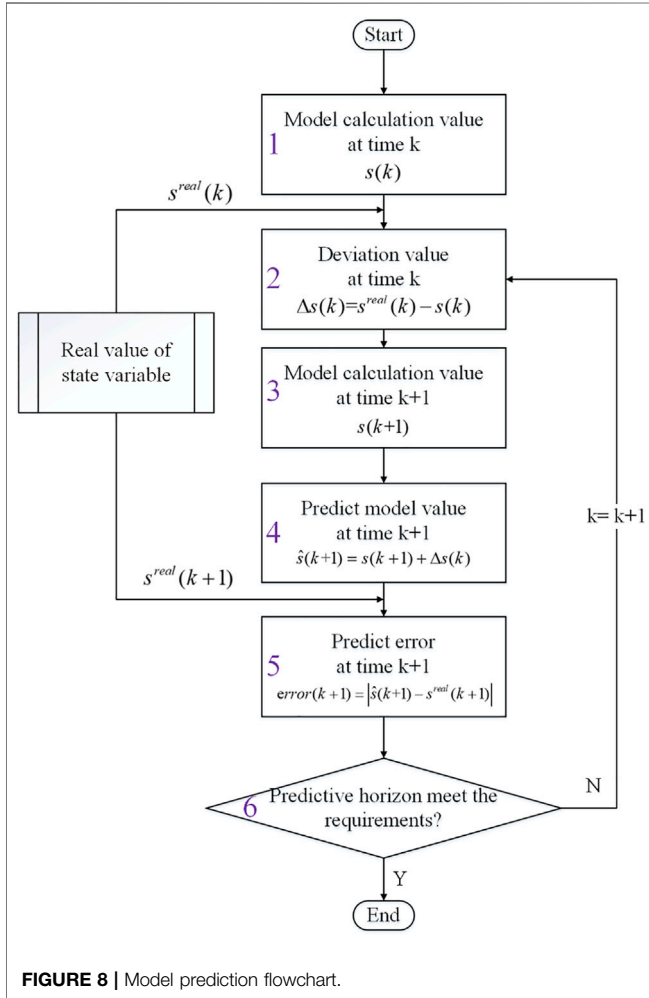 Start
1
Model calculation value
at time k
s(k)
s^real(k)
2
Deviation value
at time k
Δs(k)=s^real(k)−s(k)
Real value of
state variable
3
Model calculation value
at time k+1
s(k+1)
4
Predict model value
at time k+1
ŝ(k+1) = s(k+1) + Δs(k)
k= k+1
s^real(k+1)
5
Predict error
at time k+1
error(k+1) = |ŝ(k+1) − s^real(k+1)|
6
Predictive horizon meet the
requirements?
N
Y
End
FIGURE 8 | Model prediction flowchart.